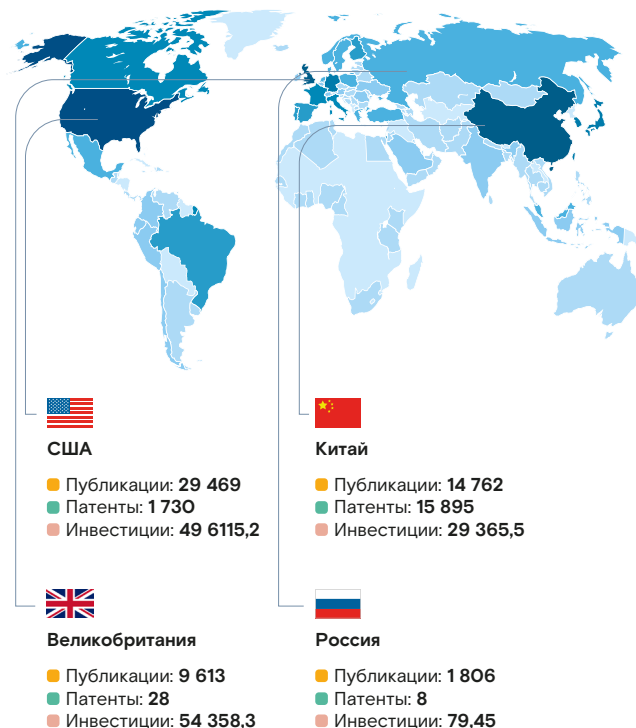 США
Публикации: 29 469
Патенты: 1 730
Инвестиции: 49 6115,2
Китай
Публикации: 14 762
Патенты: 15 895
Инвестиции: 29 365,5
Великобритания
Публикации: 9 613
Патенты: 28
Инвестиции: 54 358,3
Россия
Публикации: 1 806
Патенты: 8
Инвестиции: 79,45